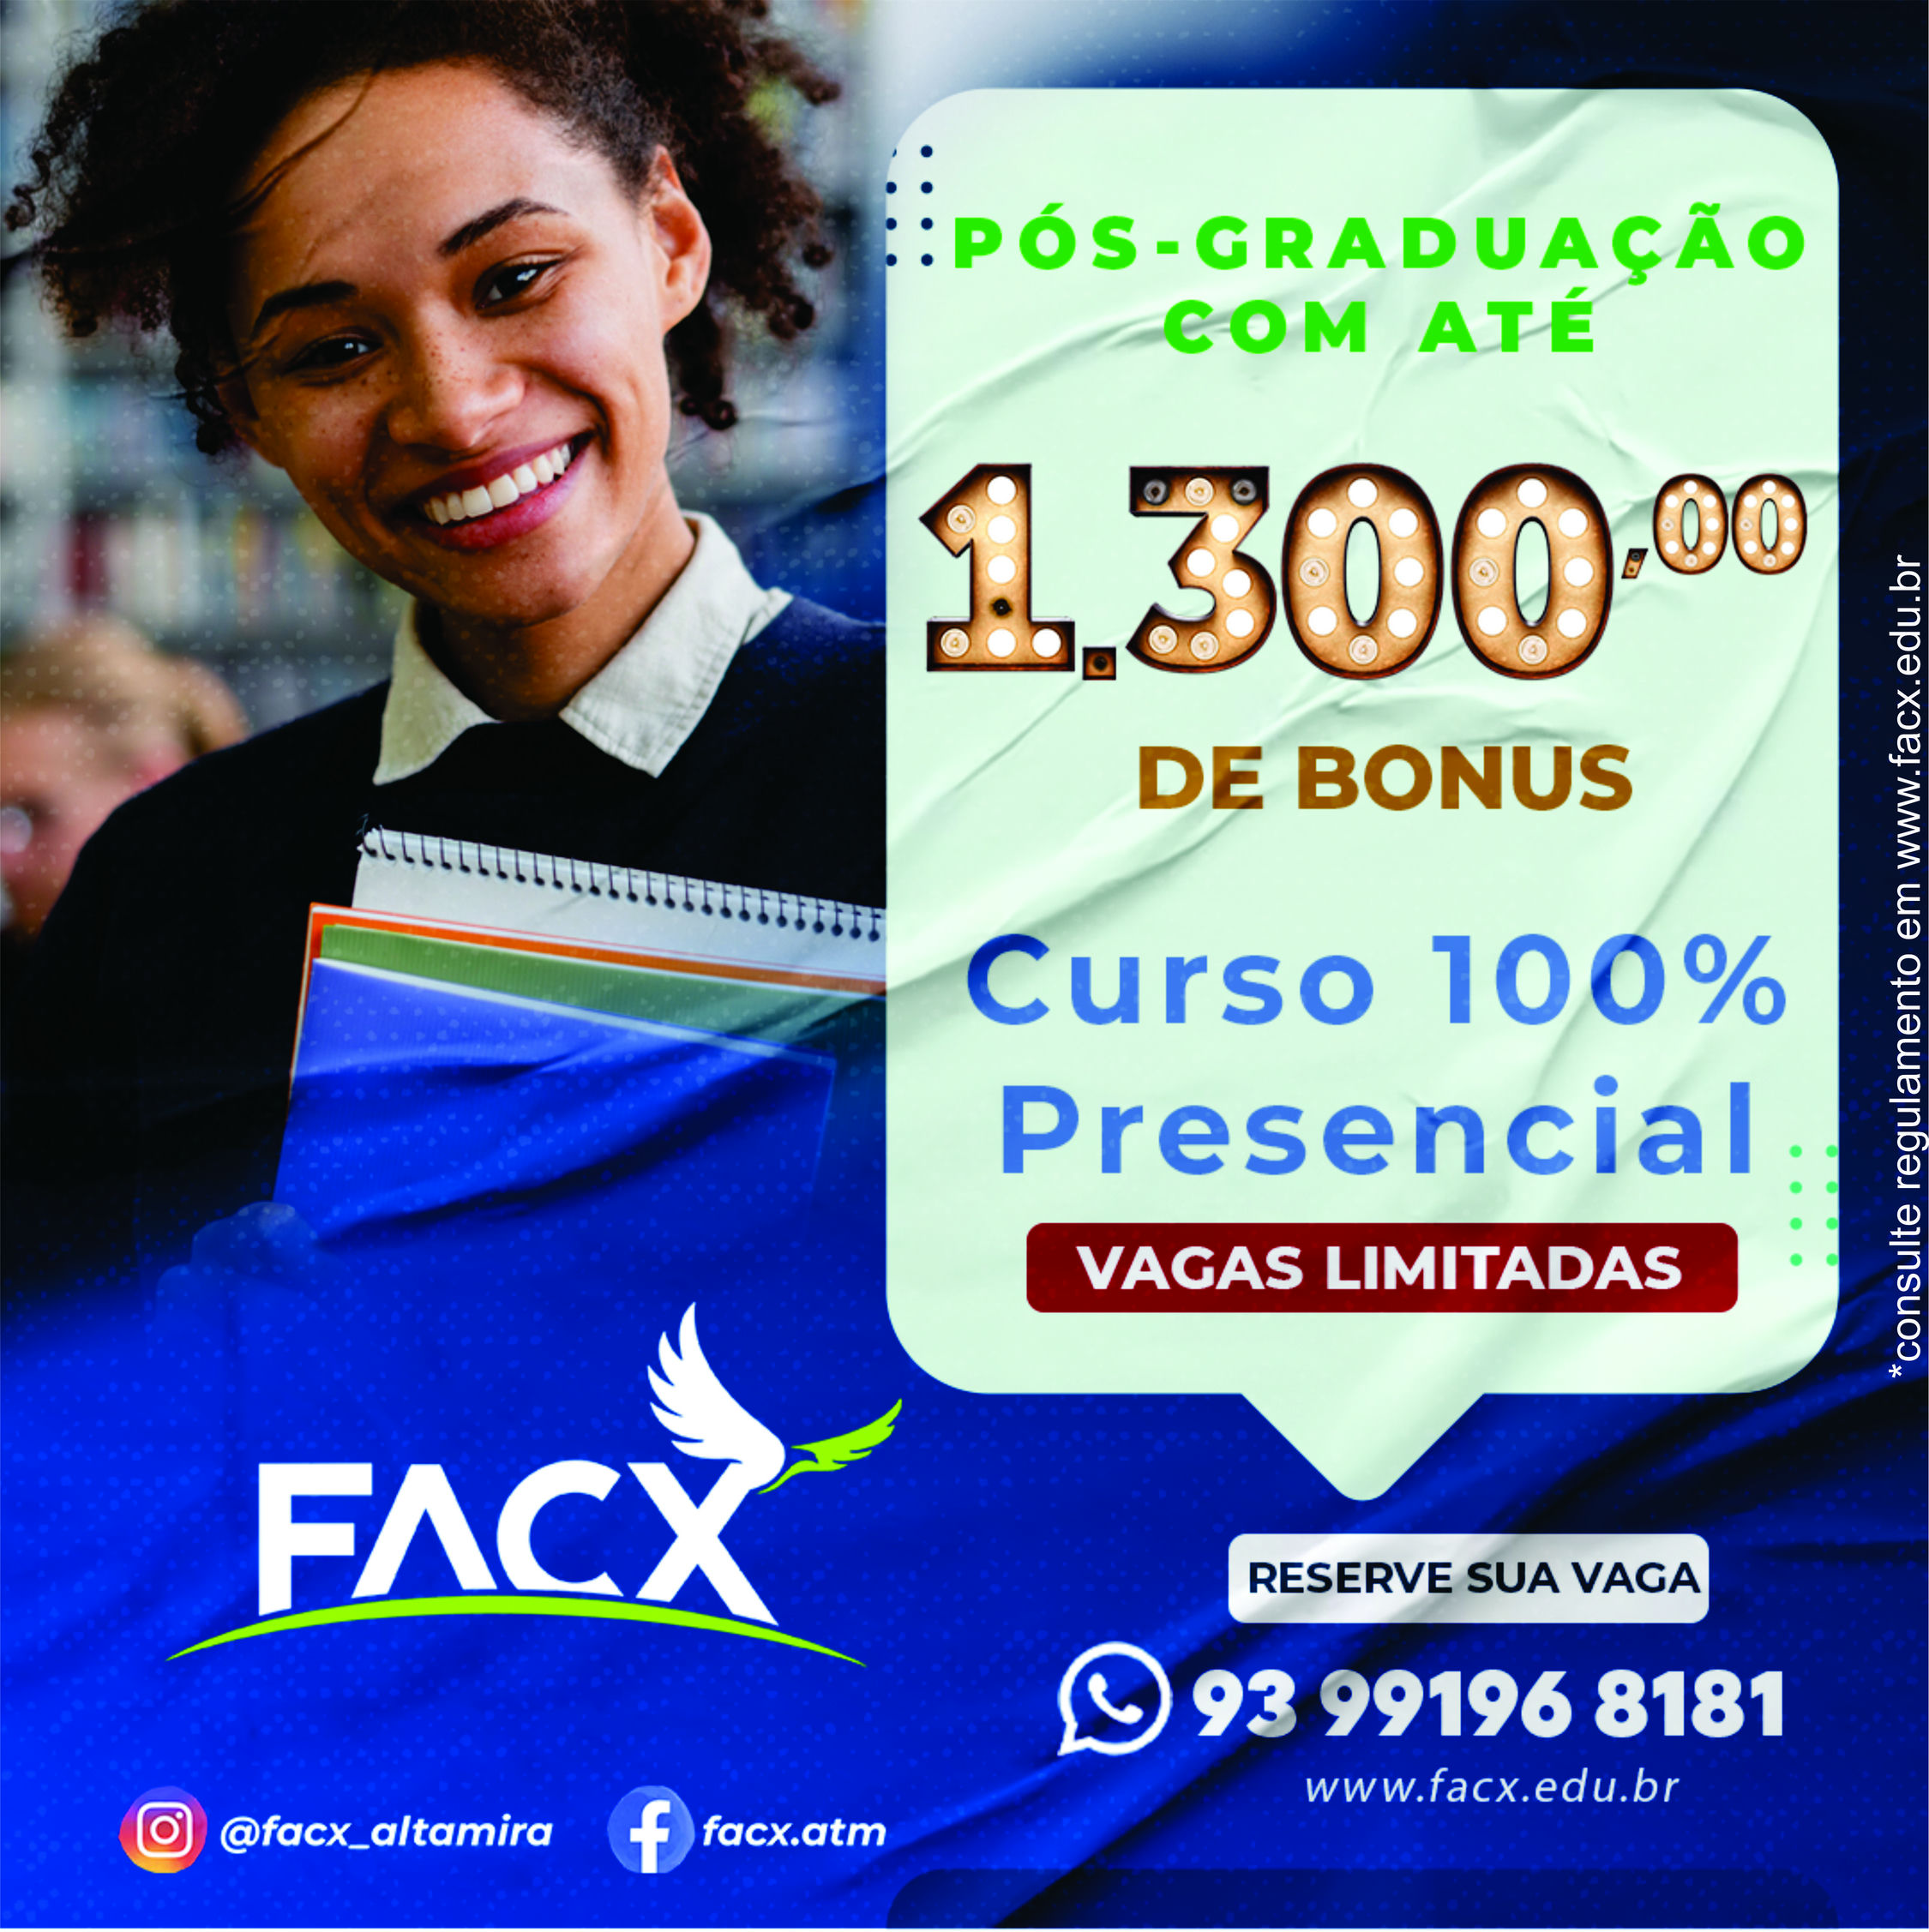 PÓS-GRADUAÇÃO
COM ATÉ
1.300,00
DE BONUS
Curso 100%
Presencial
VAGAS LIMITADAS
*consulte regulamento em www.facx.edu.br
FACX
RESERVE SUA VAGA
93 99196 8181
www.facx.edu.br
@facx_altamira
facx.atm